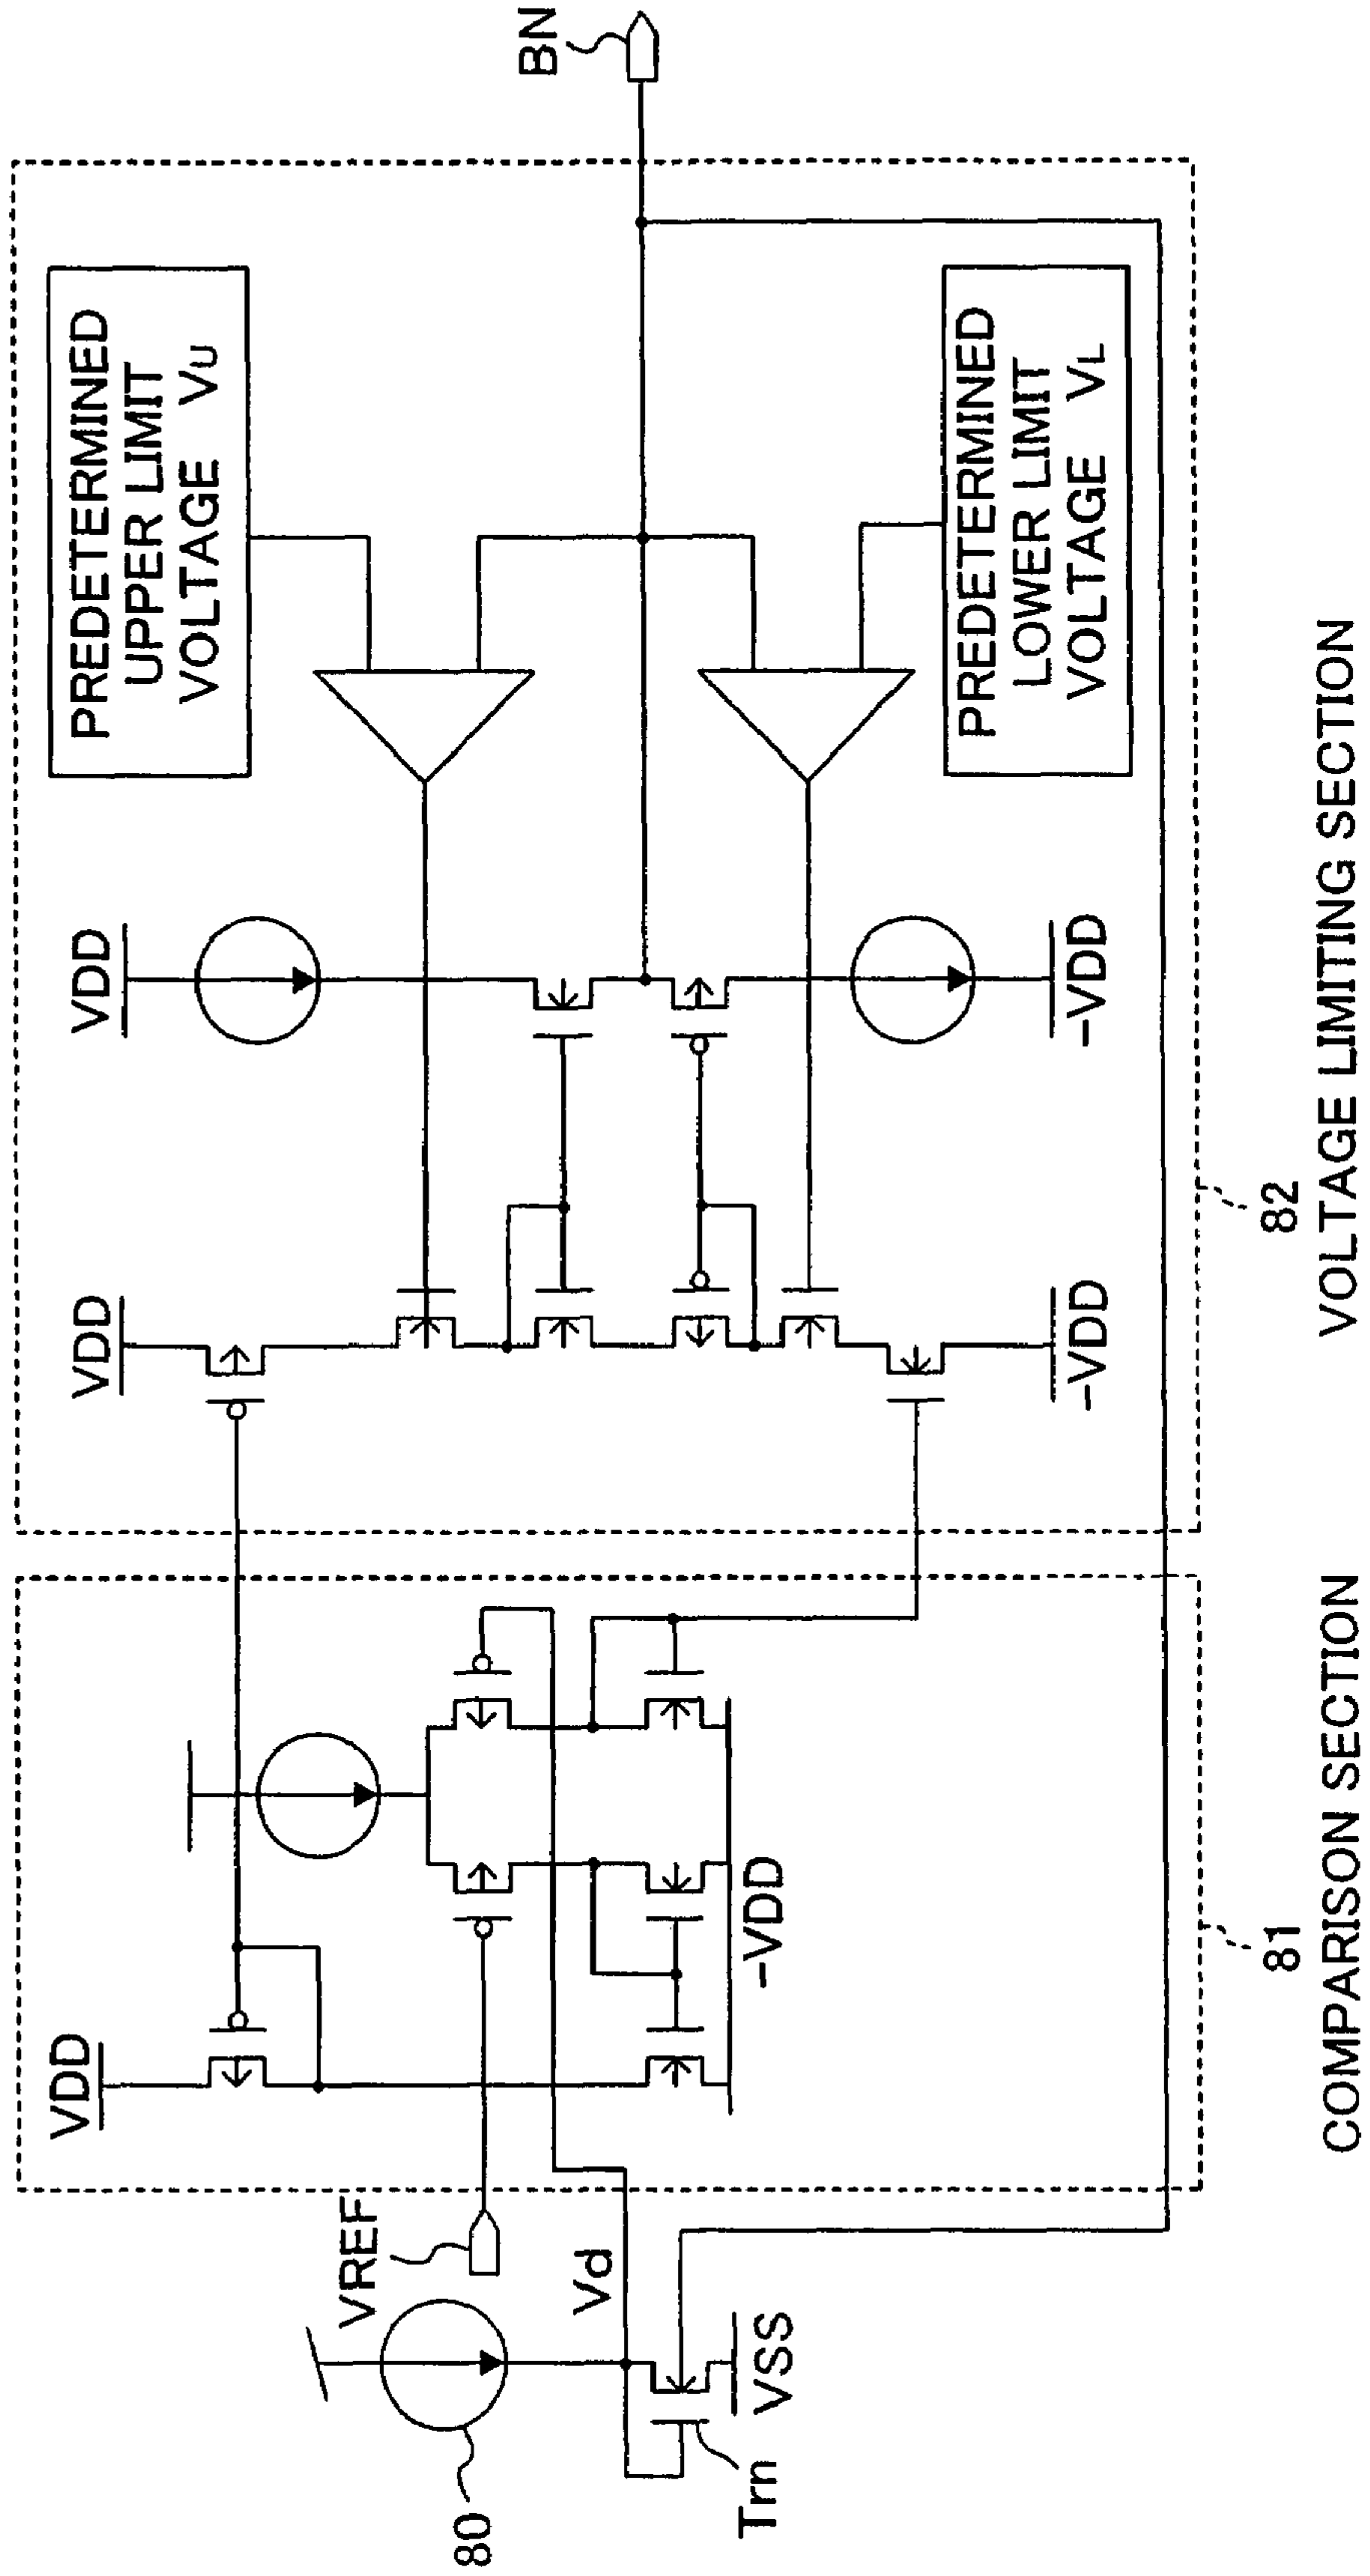 VDD
VREF
80
Vd
Trn
VSS
-VDD
81
COMPARISON SECTION
VDD
VDD
-VDD
-VDD
PREDETERMINED
UPPER LIMIT
VOLTAGE VU
PREDETERMINED
LOWER LIMIT
VOLTAGE VL
BN
82
VOLTAGE LIMITING SECTION